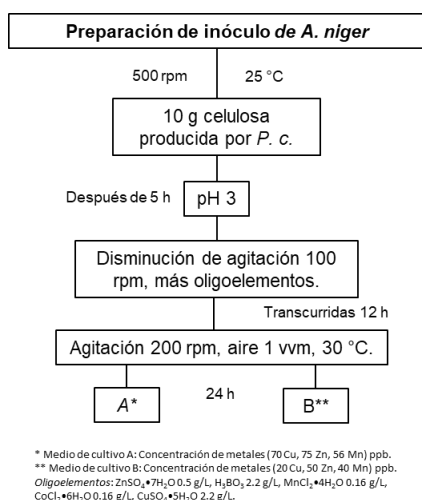 Preparación de inóculo de A. niger
500 rpm
25 °C
10 g celulosa
producida por P. c.
Después de 5 h
pH 3
Disminución de agitación 100
rpm, más oligoelementos.
Transcurridas 12 h
Agitación 200 rpm, aire 1 vvm, 30 °C.
A*
24 h
B**
* Medio de cultivo A: Concentración de metales (70 Cu, 75 Zn, 56 Mn) ppb.
** Medio de cultivo B: Concentración de metales (20 Cu, 50 Zn, 40 Mn) ppb.
Oligoelementos: ZnSO₄•7H₂O 0.5 g/L, H₃BO₃ 2.2 g/L, MnCl₂•4H₂O 0.16 g/L,
CoCl₂•6H₂O 0.16 g/L, CuSO₄•5H₂O 2.2 g/L.